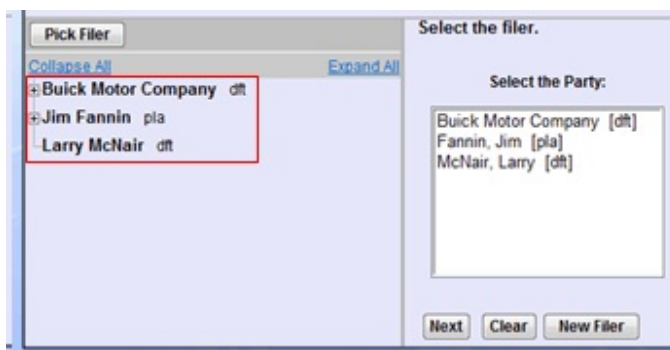 Pick Filer
Collapse All Expand All
Buick Motor Company dft
Jim Fannin pla
Larry McNair dft
Select the filer.
Select the Party:
Buick Motor Company [dft]
Fannin, Jim [pla]
McNair, Larry [dft]
Next Clear New Filer